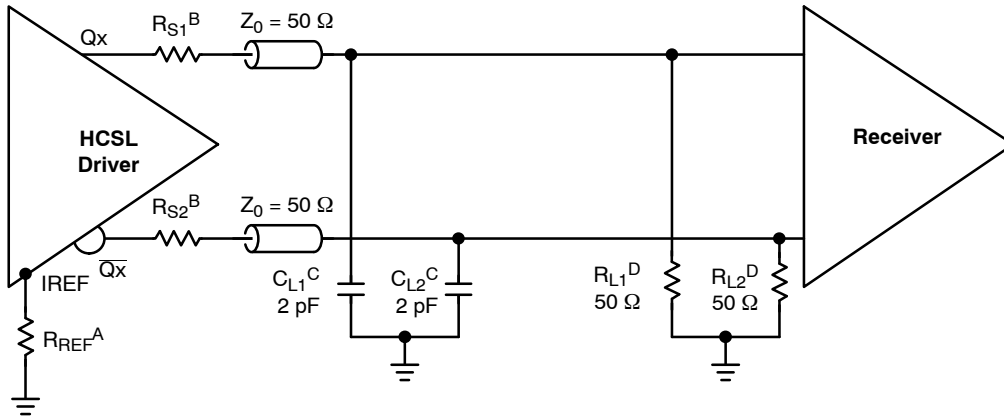 Qx
R_S1^B
Z_0 = 50 Ω
HCSL
Driver
Receiver
R_S2^B
Z_0 = 50 Ω
Q̅x̅
IREF
R_REF^A
C_L1^C
2 pF
C_L2^C
2 pF
R_L1^D
50 Ω
R_L2^D
50 Ω